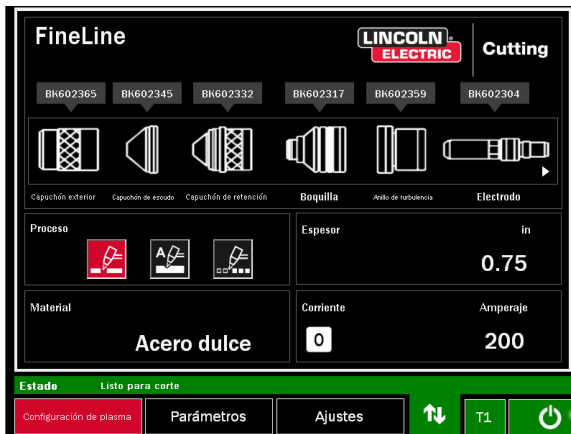 FineLine
LINCOLN ELECTRIC
Cutting
BK602365 BK602345 BK602332 BK602317 BK602359 BK602304
Capuchón exterior Capuchón de escudo Capuchón de retención Boquilla Anillo de turbulencia Electrodo
Proceso
A
Espesor in
0.75
Material
Acero dulce
Corriente Amperaje
O 200
Estado Listo para corte
Configuración de plasma Parámetros Ajustes T1